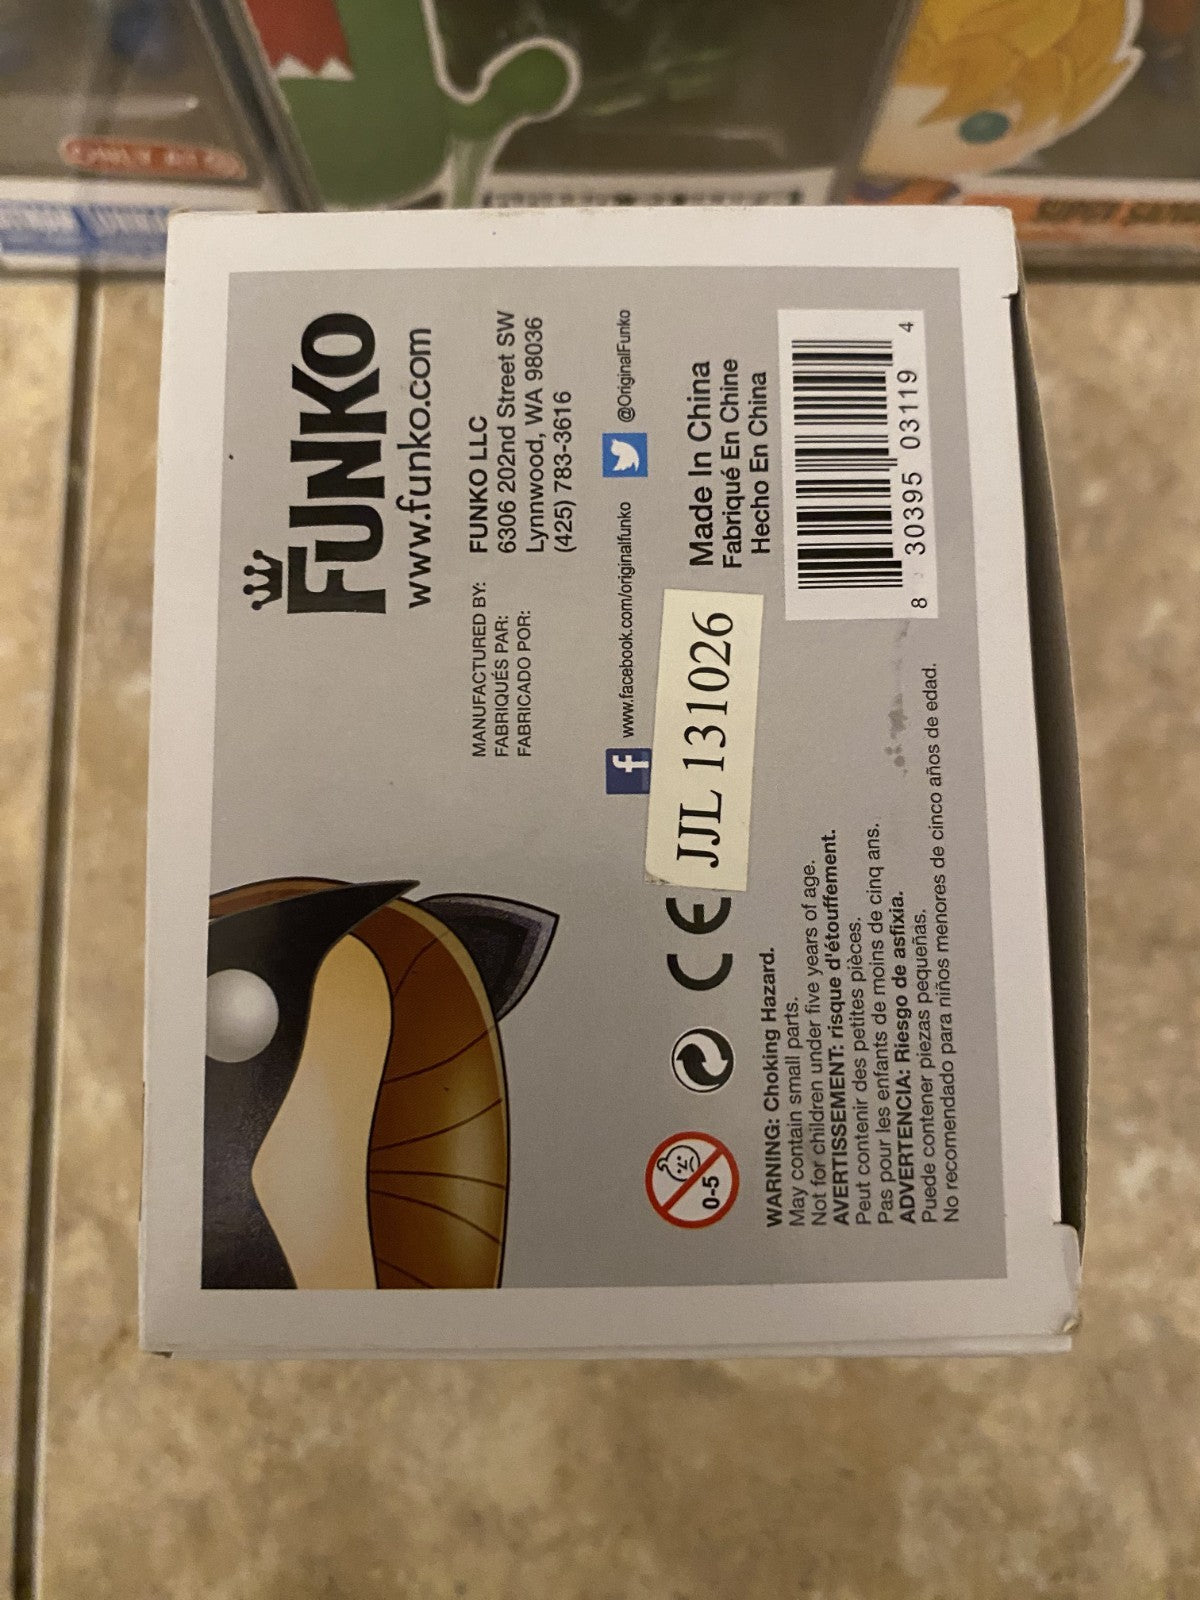 FUNKO
www.funko.com
MANUFACTURED BY:
FABRIQUÉS PAR:
FABRICADO POR:
FUNKO LLC
6306 202nd Street SW
Lynnwood, WA 98036
(425) 783-3616
www.facebook.com/originalfunko
@OriginalFunko
JJL 131026
Made In China
Fabriqué En Chine
Hecho En China
8 30395 03119 4
0-5
CE
WARNING: Choking Hazard.
May contain small parts.
Not for children under five years of age.
AVERTISSEMENT: risque d'étouffement.
Peut contenir des petites pièces.
Pas pour les enfants de moins de cinq ans.
ADVERTENCIA: Riesgo de asfixia.
Puede contener piezas pequeñas.
No recomendado para niños menores de cinco años de edad.
ONLY AT
SUPER